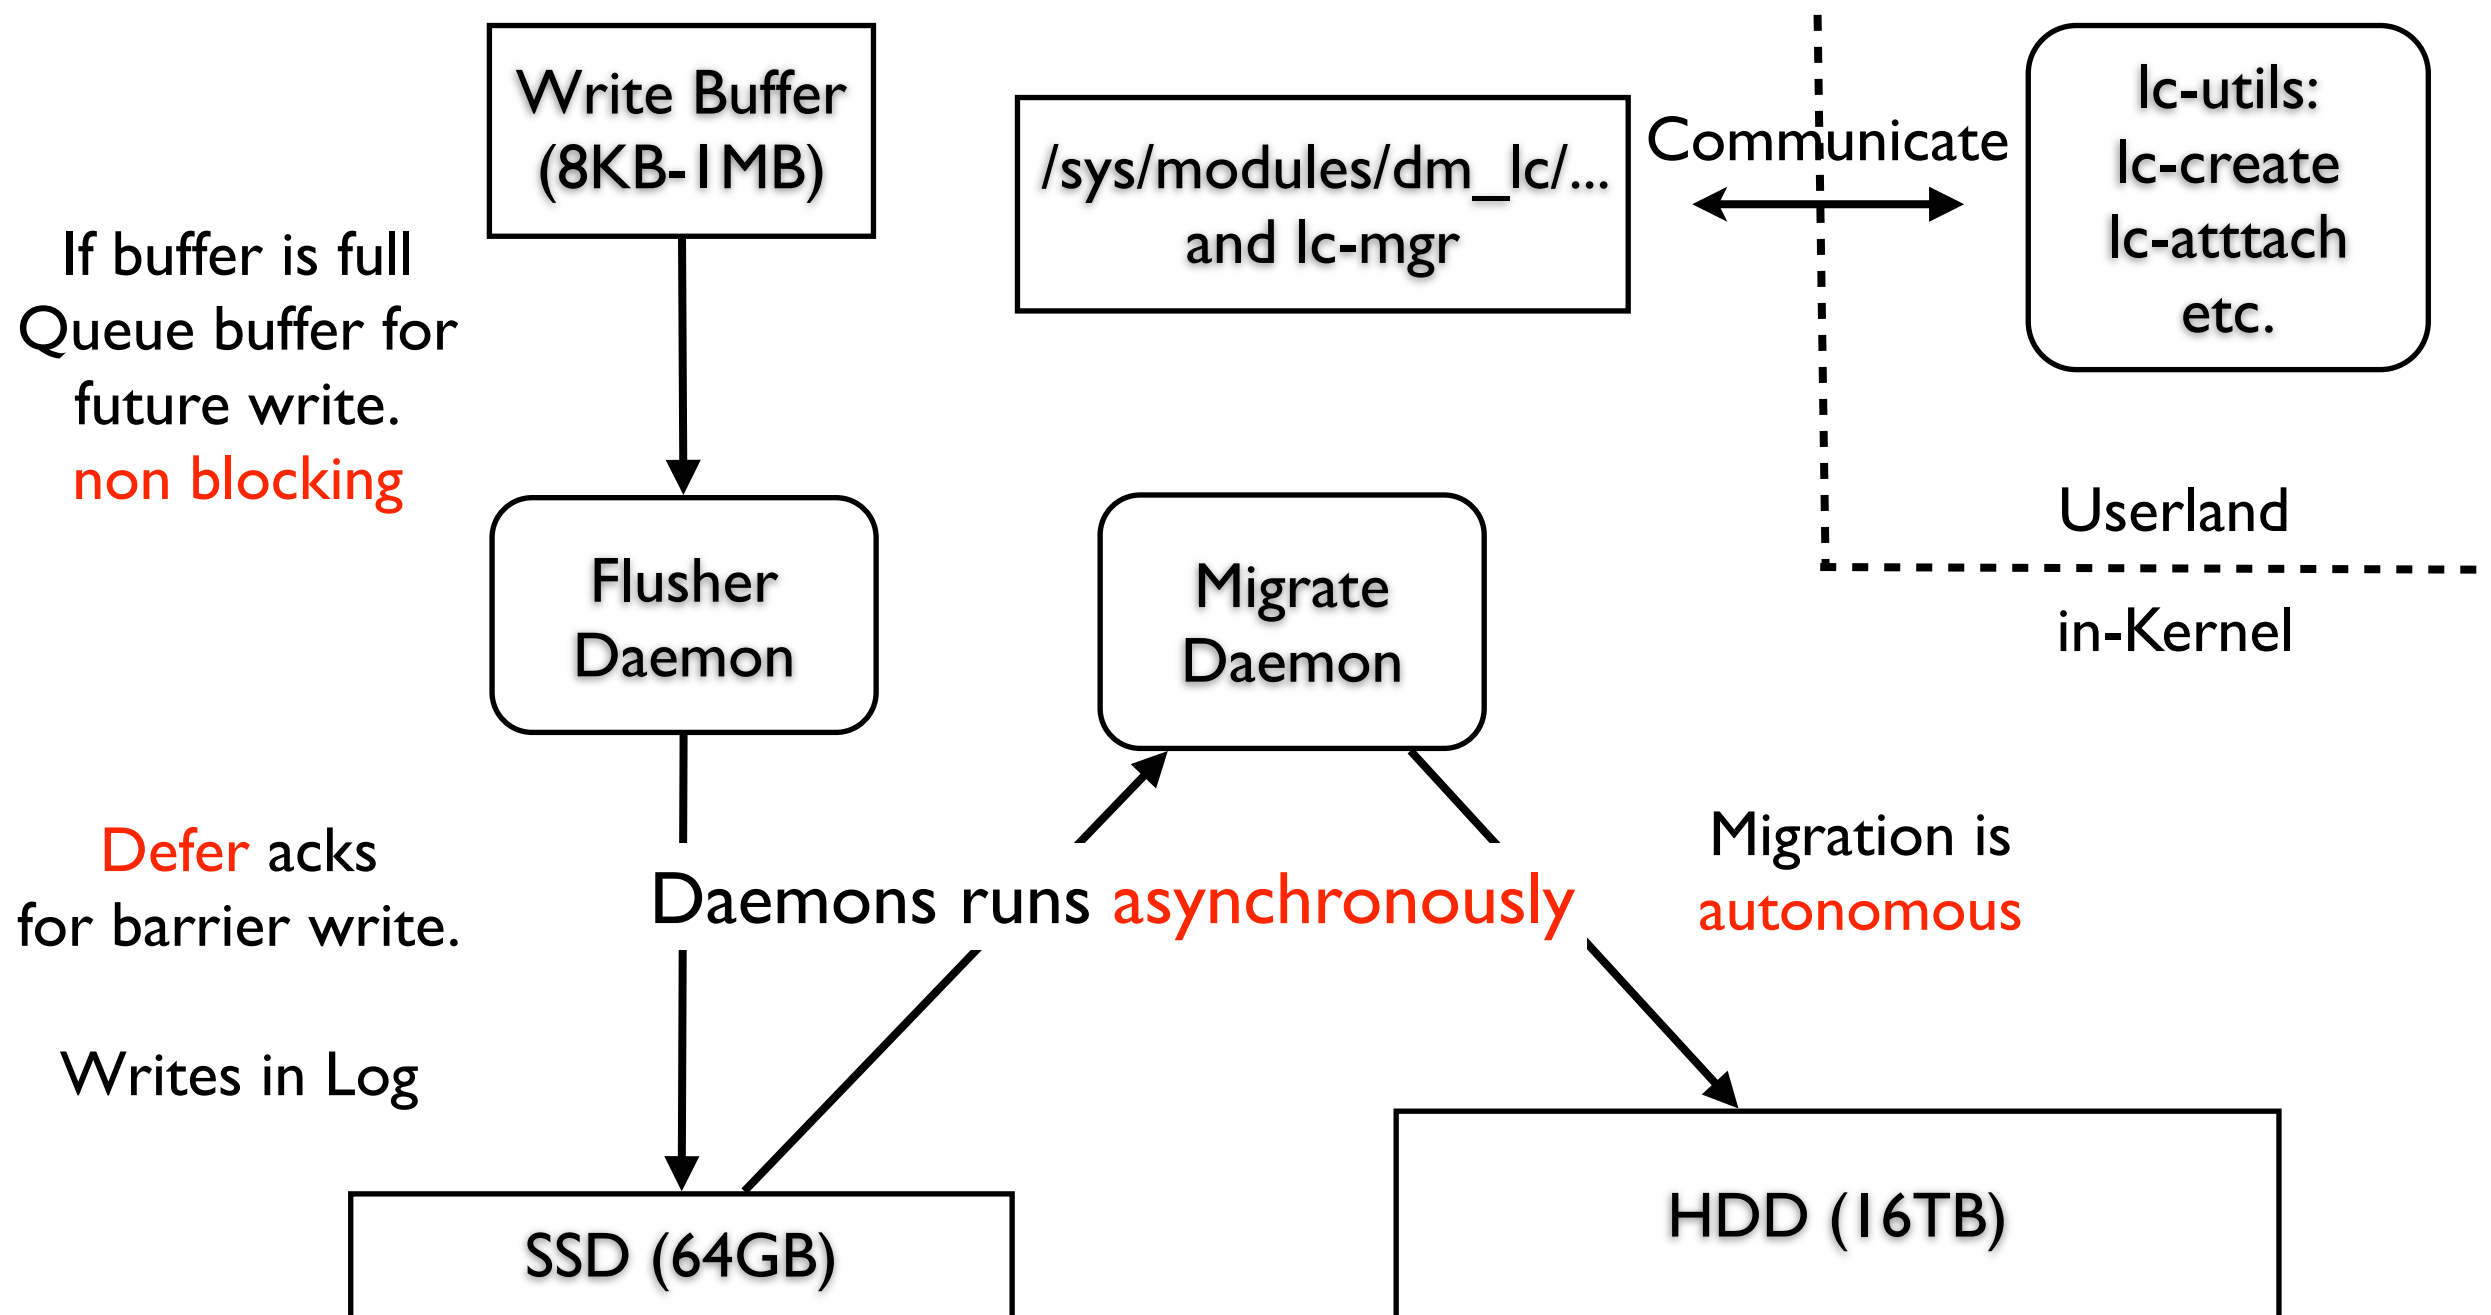 Write Buffer
(8KB-1MB)
/sys/modules/dm_lc/...
and lc-mgr
Communicate
lc-utils:
lc-create
lc-atttach
etc.
If buffer is full
Queue buffer for
future write.
non blocking
Flusher
Daemon
Migrate
Daemon
Userland
in-Kernel
Defer acks
for barrier write.
Daemons runs asynchronously
Migration is
autonomous
Writes in Log
SSD (64GB)
HDD (16TB)